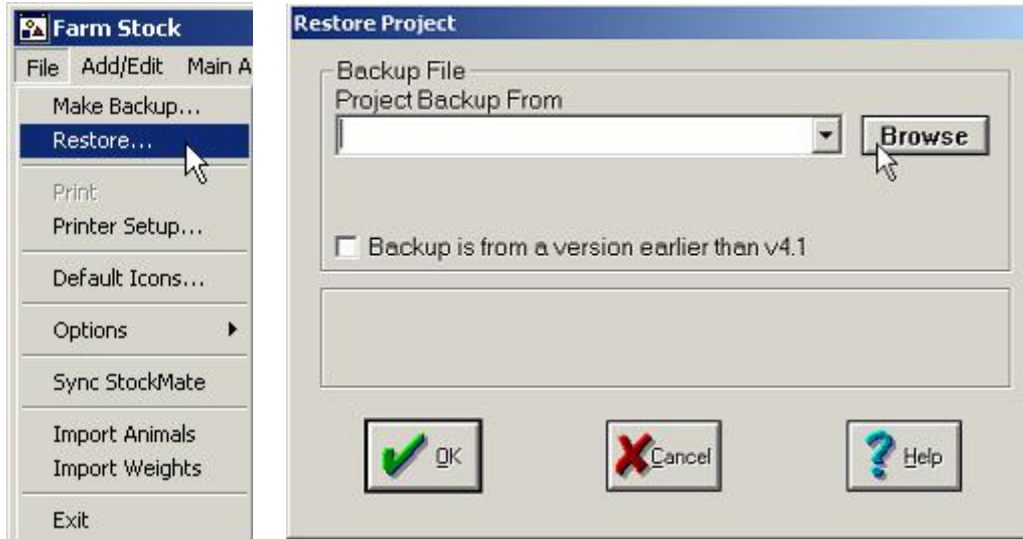 Farm Stock
File Add/Edit Main A
Make Backup...
Restore...
Print
Printer Setup...
Default Icons...
Options
Sync StockMate
Import Animals
Import Weights
Exit
Restore Project
Backup File
Project Backup From
Browse
Backup is from a version earlier than v4.1
OK Cancel Help